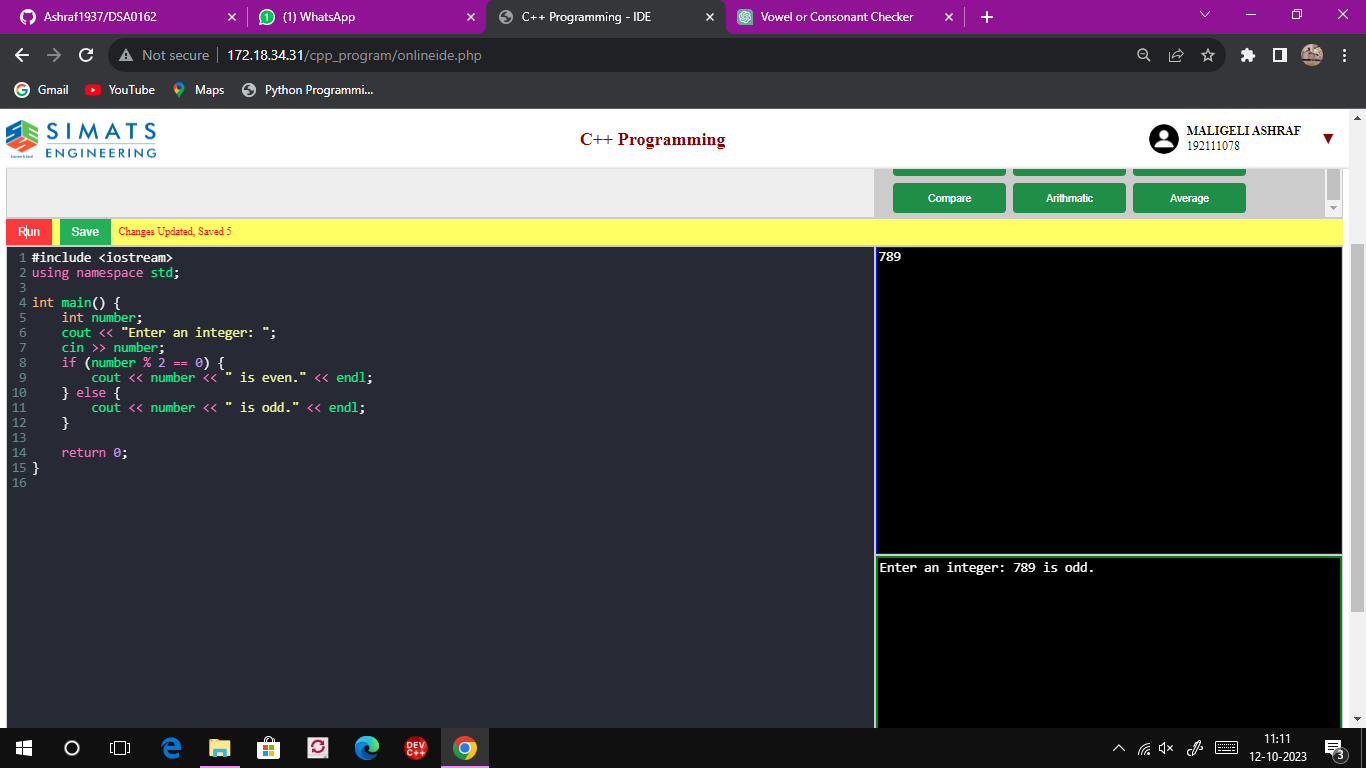 Ashraf1937/DSA0162
(1) WhatsApp
C++ Programming - IDE
Vowel or Consonant Checker
Not secure
172.18.34.31/cpp_program/onlineide.php
Gmail
YouTube
Maps
Python Programmi...
SIMATS
ENGINEERING
C++ Programming
MALIGELI ASHRAF
192111078
Compare
Arithmatic
Average
Run
Save
Changes Updated, Saved 5
1 #include <iostream>
2 using namespace std;
3
4 int main() {
5     int number;
6     cout << "Enter an integer: ";
7     cin >> number;
8     if (number % 2 == 0) {
9         cout << number << " is even." << endl;
10     } else {
11         cout << number << " is odd." << endl;
12     }
13
14     return 0;
15 }
16
789
Enter an integer: 789 is odd.
DEV
C++
11:11
12-10-2023
3